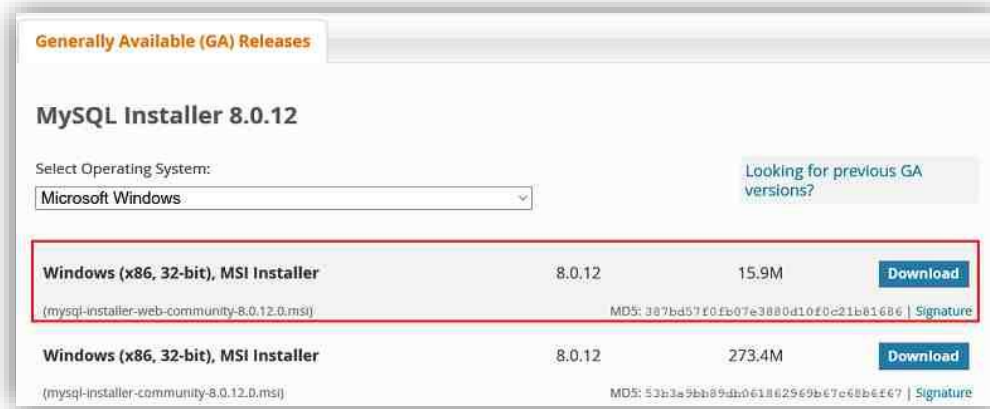 Generally Available (GA) Releases
MySQL Installer 8.0.12
Select Operating System:
Looking for previous GA
versions?
Microsoft Windows
Windows (x86, 32-bit), MSI Installer 8.0.12 15.9M Download
(mysql-installer-web-community-8.0.12.0.msi) MD5: 387bd57f0fb07e3880d10f0c21b81686 | Signature
Windows (x86, 32-bit), MSI Installer 8.0.12 273.4M Download
(mysql-installer-community-8.0.12.0.msi) MD5: | Signature